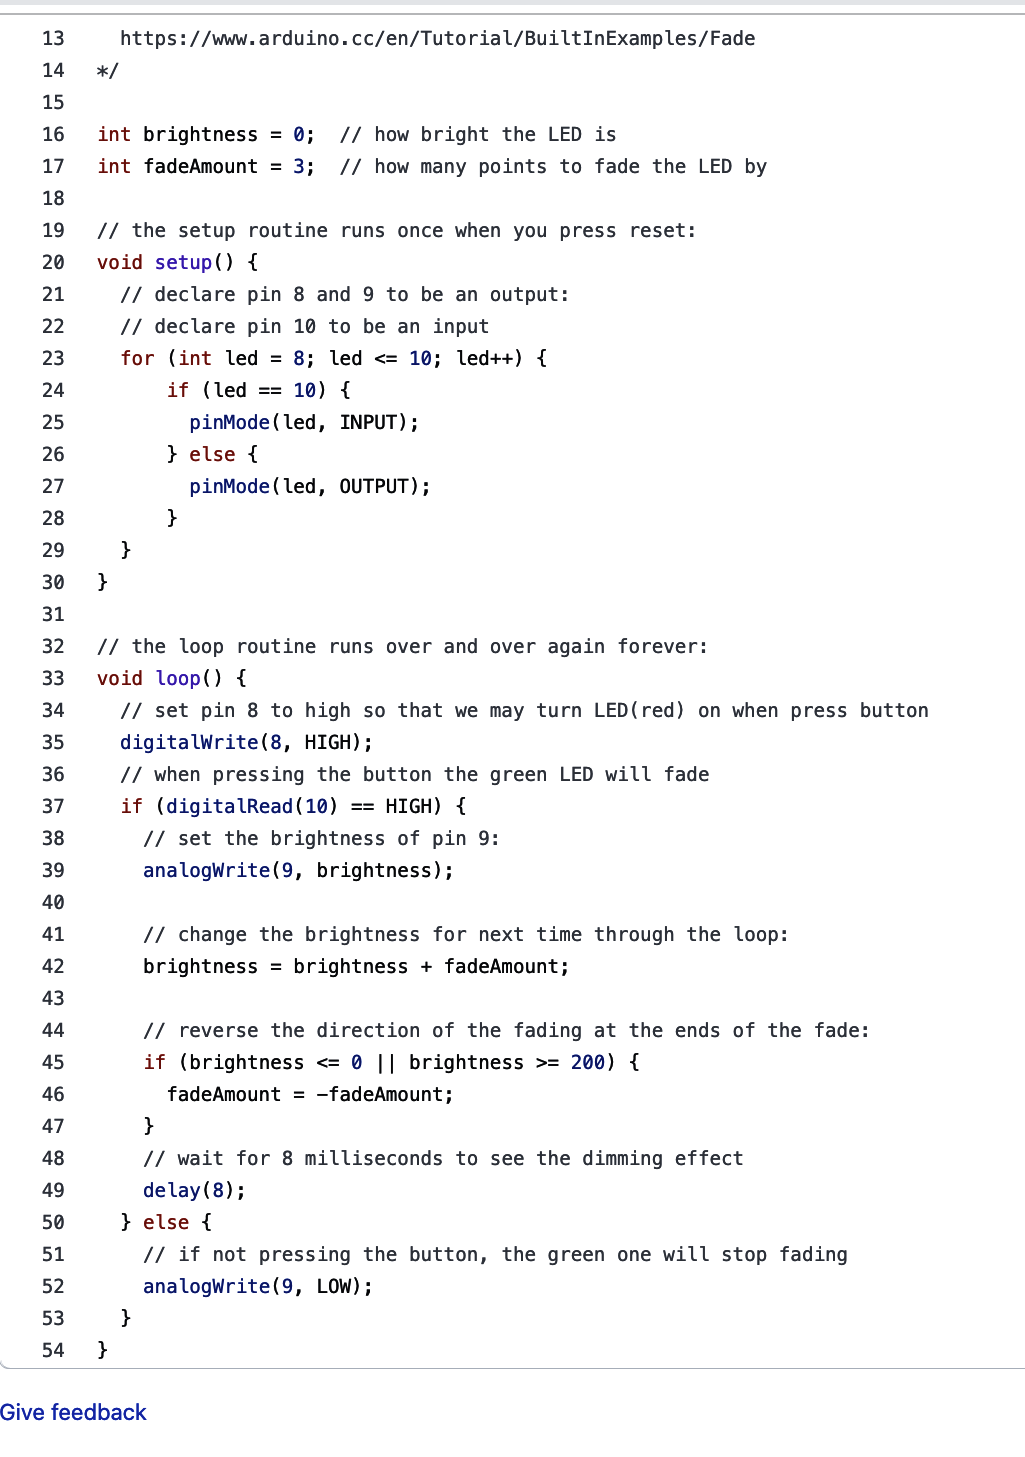 13 https://www.arduino.cc/en/Tutorial/BuiltInExamples/Fade
14 */
15
16 int brightness = 0;  // how bright the LED is
17 int fadeAmount = 3;  // how many points to fade the LED by
18
19 // the setup routine runs once when you press reset:
20 void setup() {
21   // declare pin 8 and 9 to be an output:
22   // declare pin 10 to be an input
23   for (int led = 8; led <= 10; led++) {
24       if (led == 10) {
25         pinMode(led, INPUT);
26       } else {
27         pinMode(led, OUTPUT);
28       }
29   }
30 }
31
32 // the loop routine runs over and over again forever:
33 void loop() {
34   // set pin 8 to high so that we may turn LED(red) on when press button
35   digitalWrite(8, HIGH);
36   // when pressing the button the green LED will fade
37   if (digitalRead(10) == HIGH) {
38     // set the brightness of pin 9:
39     analogWrite(9, brightness);
40
41     // change the brightness for next time through the loop:
42     brightness = brightness + fadeAmount;
43
44     // reverse the direction of the fading at the ends of the fade:
45     if (brightness <= 0 || brightness >= 200) {
46       fadeAmount = -fadeAmount;
47     }
48     // wait for 8 milliseconds to see the dimming effect
49     delay(8);
50   } else {
51     // if not pressing the button, the green one will stop fading
52     analogWrite(9, LOW);
53   }
54 }
Give feedback